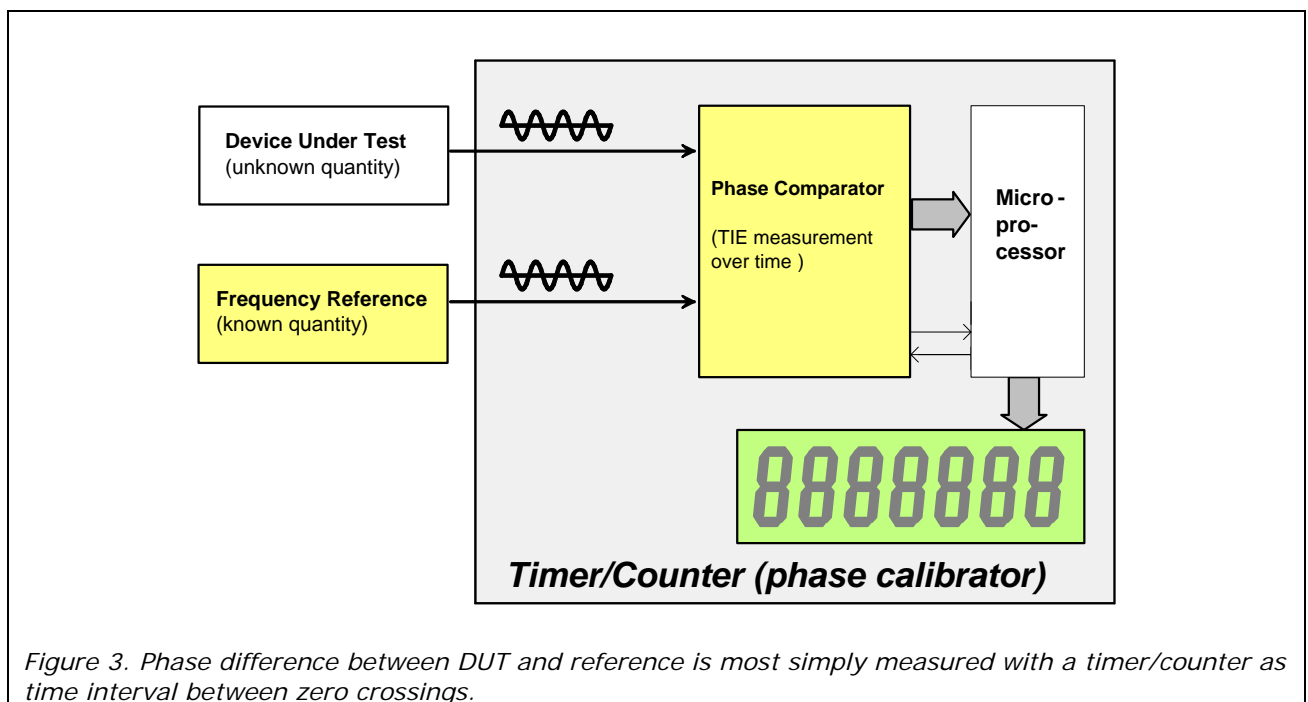 Device Under Test
(unknown quantity)
Frequency Reference
(known quantity)
Phase Comparator
(TIE measurement
over time )
Micro -
pro-
cessor
8888888
Timer/Counter (phase calibrator)
Figure 3. Phase difference between DUT and reference is most simply measured with a timer/counter as
time interval between zero crossings.